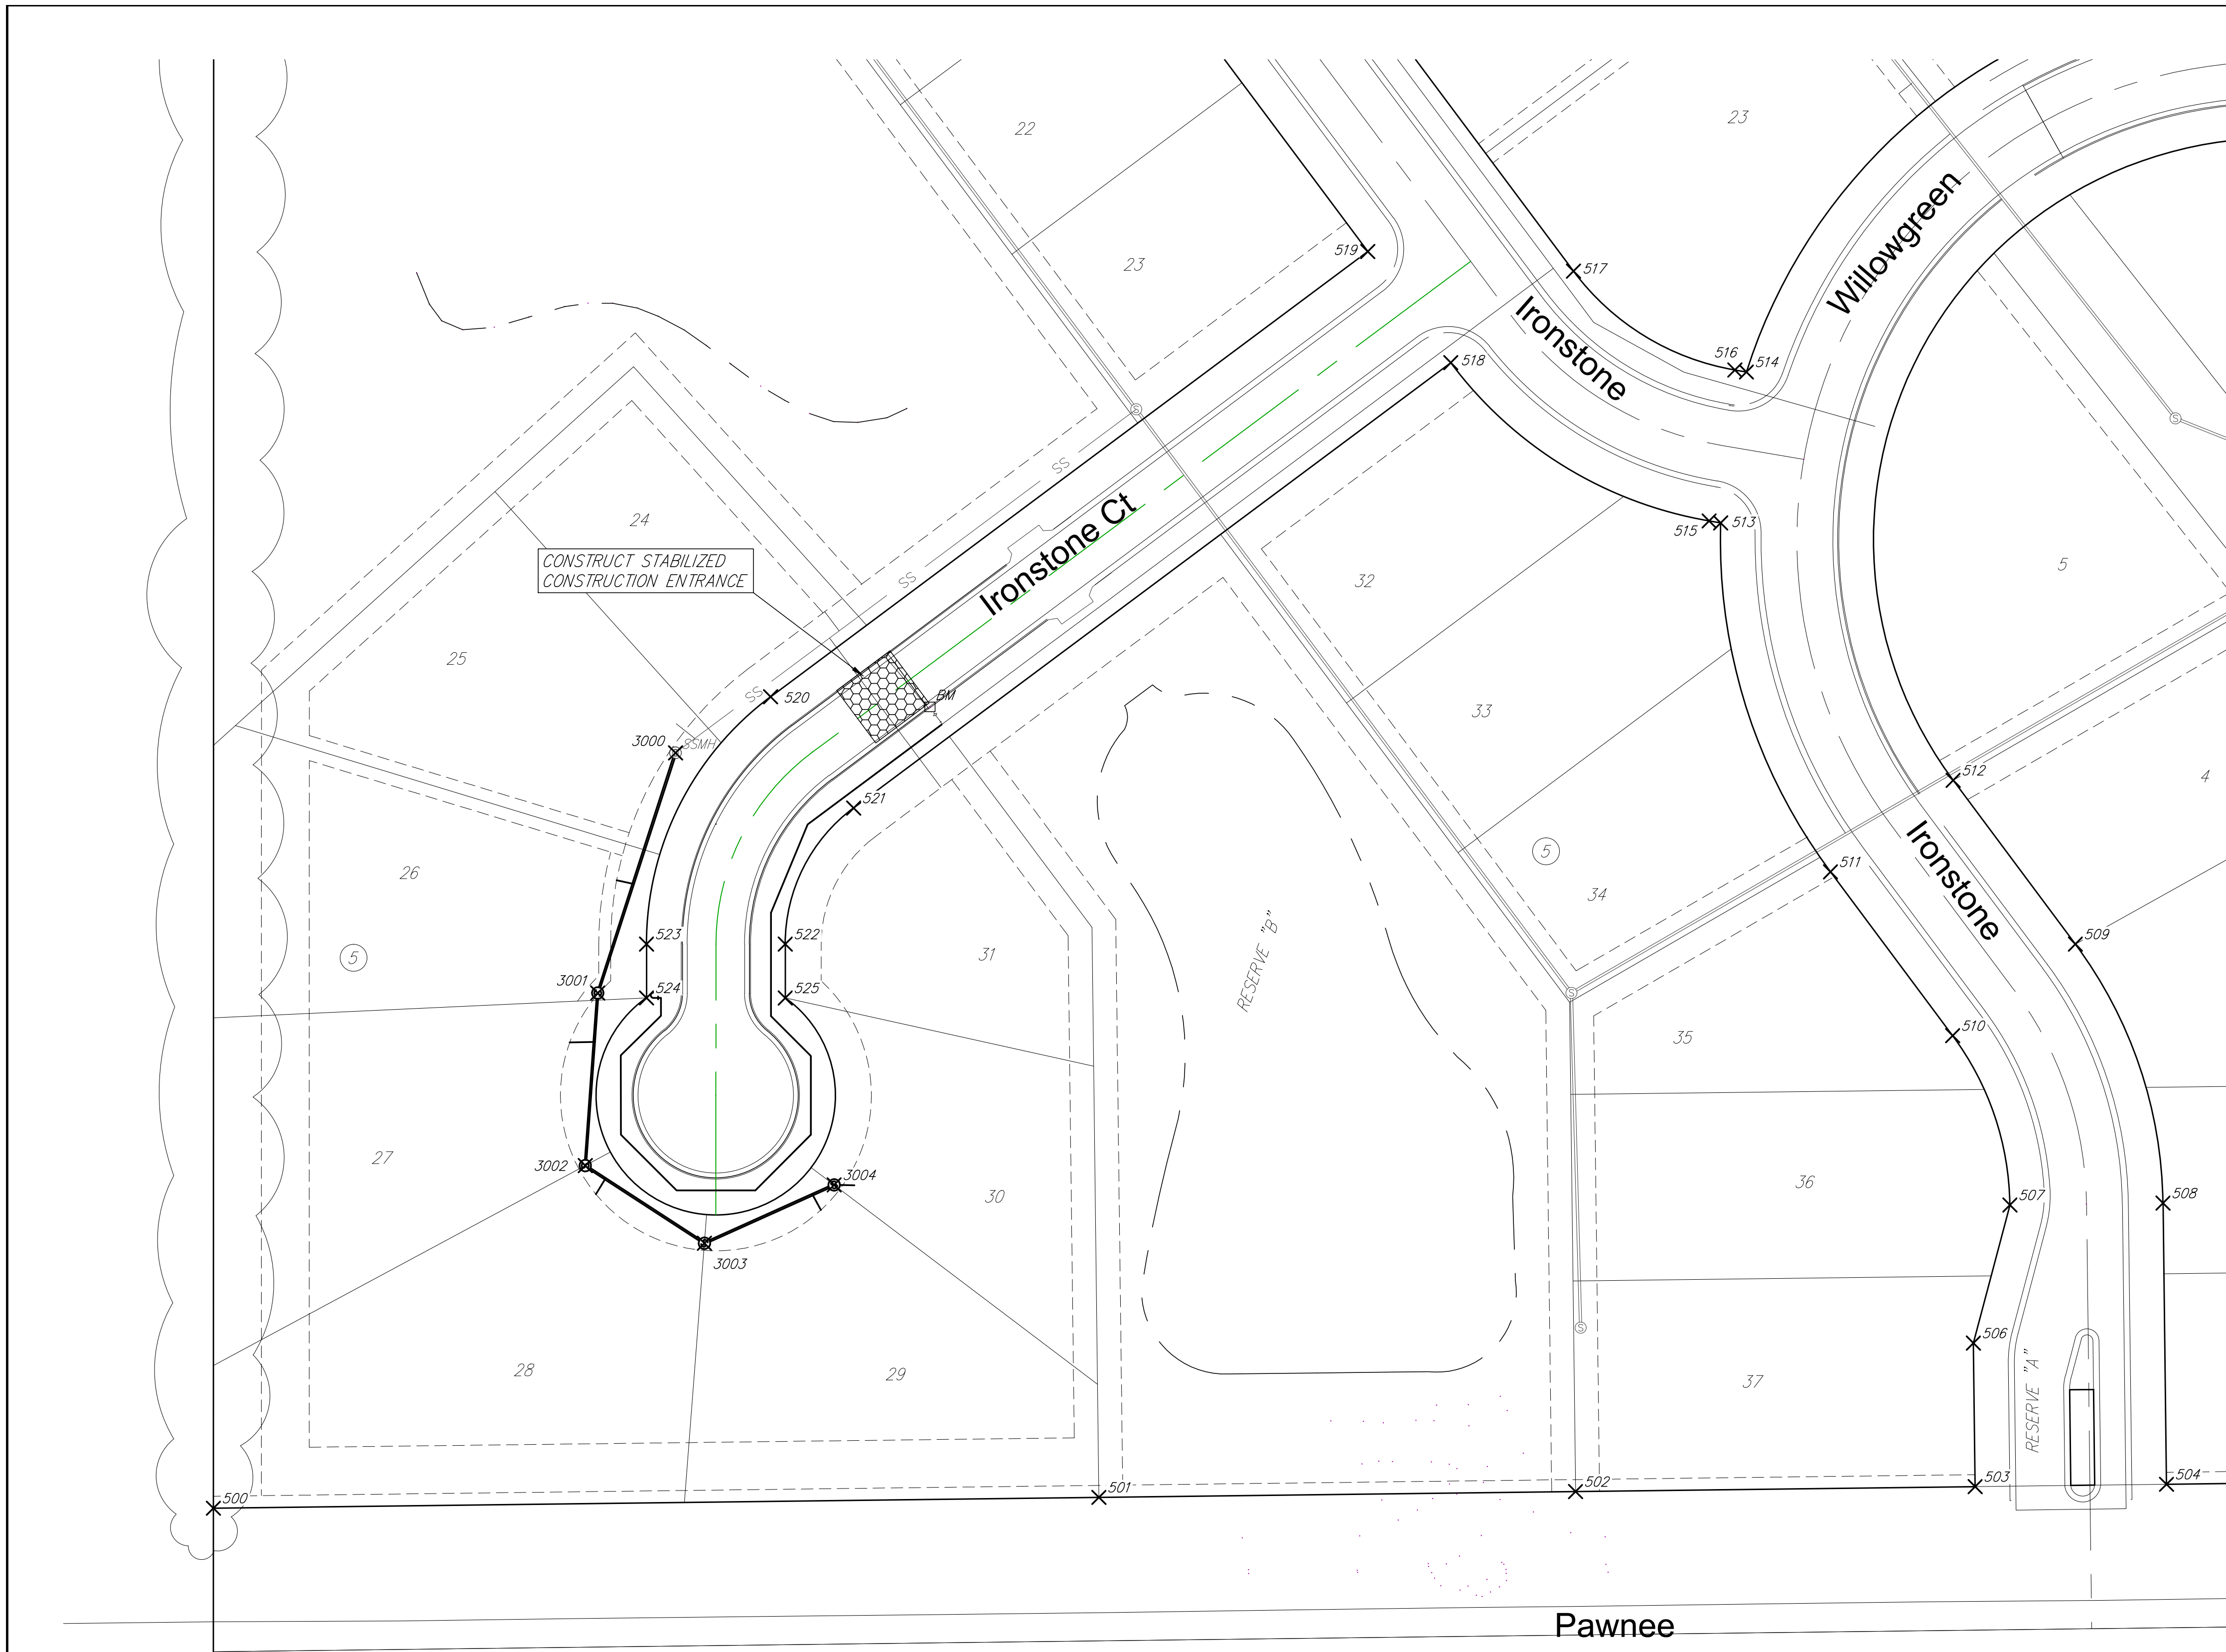 22
23
Willowgreen
23
519
517
Ironstone
516
514
518
SS
24
CONSTRUCT STABILIZED
CONSTRUCTION ENTRANCE
SS
Ironstone Ct
515
513
32
5
25
SS
520
BM
33
3000
SSMH
521
512
4
26
5
511
Ironstone
34
523
522
31
509
5
RESERVE "B"
3001
524
525
35
510
27
3002
3004
30
36
507
508
3003
506
28
29
37
RESERVE "A"
500
501
502
503
504
S
S
S
S
Pawnee